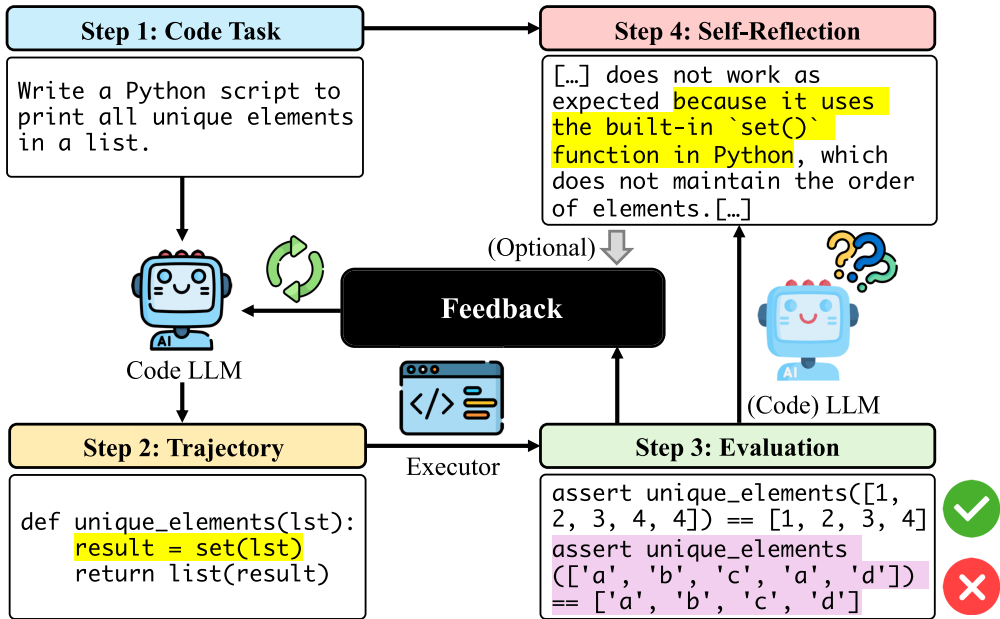 Step 1: Code Task
Write a Python script to
print all unique elements
in a list.
Step 4: Self-Reflection
[…] does not work as
expected because it uses
the built-in `set()`
function in Python, which
does not maintain the order
of elements.[…]
(Optional)
Feedback
AI
Code LLM
AI
(Code) LLM
</>
Executor
Step 2: Trajectory
def unique_elements(lst):
    result = set(lst)
    return list(result)
Step 3: Evaluation
assert unique_elements([1,
 2, 3, 4, 4]) == [1, 2, 3, 4]
assert unique_elements
(['a', 'b', 'c', 'a', 'd'])
== ['a', 'b', 'c', 'd']